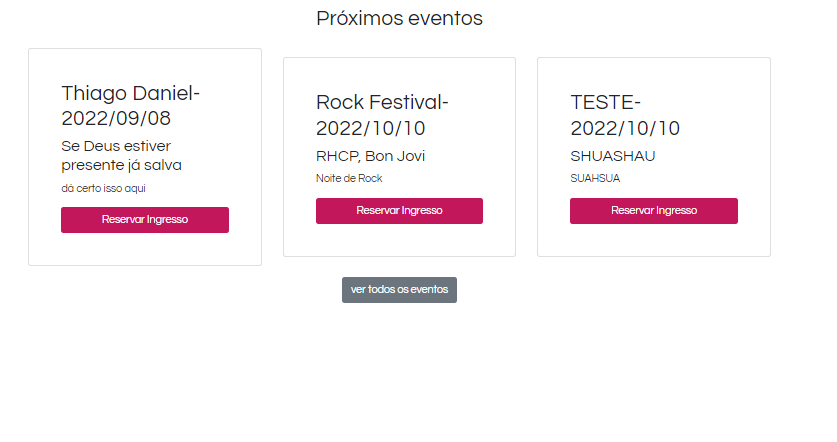 Próximos eventos
Thiago Daniel-
2022/09/08
Se Deus estiver
presente já salva
dá certo isso aqui
Reservar Ingresso
Rock Festival-
2022/10/10
RHCP, Bon Jovi
Noite de Rock
Reservar Ingresso
TESTE-
2022/10/10
SHUASHAU
SUAHSUA
Reservar Ingresso
ver todos os eventos